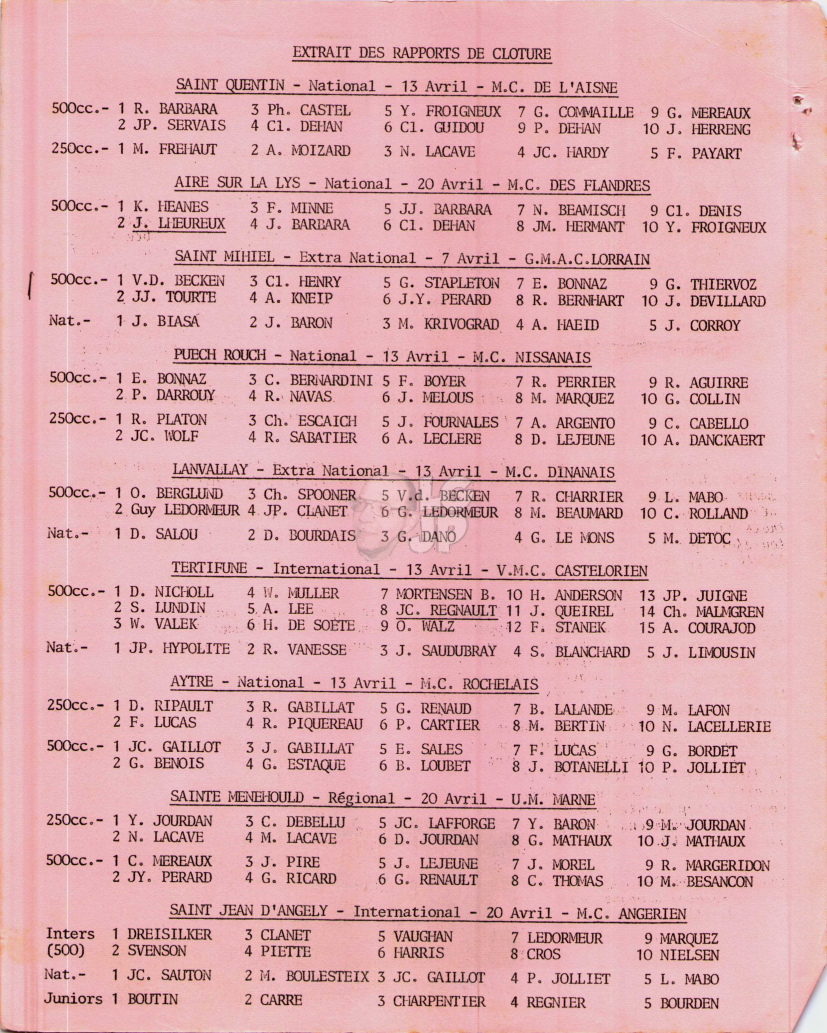 EXTRAIT DES RAPPORTS DE CLOTURE
SAINT QUENTIN - National - 13 Avril - M.C. DE L'AISNE
500cc.- 1 R. BARBARA 3 Ph. CASTEL 5 Y. FROIGNEUX 7 G. COMMAILLE 9 G. MEREAUX
2 JP. SERVAIS 4 Cl. DEHAN 6 Cl. GUIDOU 9 P. DEHAN 10 J. HERRENG
250cc.- 1 M. FREHAUT 2 A. MOIZARD 3 N. LACAVE 4 JC. HARDY 5 F. PAYART
AIRE SUR LA LYS - National - 20 Avril - M.C. DES FLANDRES
500cc.- 1 K. HEANES 3 F. MINNE 5 JJ. BARBARA 7 N. BEAMISCH 9 Cl. DENIS
2 J. LHEUREUX 4 J. BARBARA 6 Cl. DEHAN 8 JM. HERMANT 10 Y. FROIGNEUX
SAINT MIHIEL - Extra National - 7 Avril - G.M.A.C.LORRAIN
500cc.- 1 V.D. BECKEN 3 Cl. HENRY 5 G. STAPLETON 7 E. BONNAZ 9 G. THIERVOZ
2 JJ. TOURTE 4 A. KNEIP 6 J.Y. PERARD 8 R. BERNHART 10 J. DEVILLARD
Nat.- 1 J. BIASA 2 J. BARON 3 M. KRIVOGRAD 4 A. HAEID 5 J. CORROY
PUECH ROUCH - National - 13 Avril - M.C. NISSANAIS
500cc.- 1 E. BONNAZ 3 C. BERNARDINI 5 F. BOYER 7 R. PERRIER 9 R. AGUIRRE
2 P. DARROUY 4 R. NAVAS 6 J. MELOUS 8 M. MARQUEZ 10 G. COLLIN
250cc.- 1 R. PLATON 3 Ch. ESCAICH 5 J. FOURNALES 7 A. ARGENTO 9 C. CABELLO
2 JC. WOLF 4 R. SABATIER 6 A. LECLERE 8 D. LEJEUNE 10 A. DANCKAERT
LANVALLAY - Extra National - 13 Avril - M.C. DINANAIS
500cc.- 1 O. BERGLUND 3 Ch. SPOONER 5 V.d. BECKEN 7 R. CHARRIER 9 L. MABO
2 Guy LEDORMEUR 4 JP. CLANET 6 G. LEDORMEUR 8 M. BEAUMARD 10 C. ROLLAND
Nat.- 1 D. SALOU 2 D. BOURDAIS 3 G. DANO 4 G. LE MONS 5 M. DETOC
TERTIFUNE - International - 13 Avril - V.M.C. CASTELORIEN
500cc.- 1 D. NICHOLL 4 W. MULLER 7 MORTENSEN B. 10 H. ANDERSON 13 JP. JUIGNE
2 S. LUNDIN 5 A. LEE 8 JC. REGNAULT 11 J. QUEIREL 14 Ch. MALMGREN
3 W. VALEK 6 H. DE SOETE 9 O. WALZ 12 F. STANEK 15 A. COURAJOD
Nat.- 1 JP. HYPOLITE 2 R. VANESSE 3 J. SAUDUBRAY 4 S. BLANCHARD 5 J. LIMOUSIN
AYTRE - National - 13 Avril - M.C. ROCHELAIS
250cc.- 1 D. RIPAULT 3 R. GABILLAT 5 G. RENAUD 7 B. LALANDE 9 M. LAFON
2 F. LUCAS 4 R. PIQUEREAU 6 P. CARTIER 8 M. BERTIN 10 N. LACELLERIE
500cc.- 1 JC. GAILLOT 3 J. GABILLAT 5 E. SALES 7 F. LUCAS 9 G. BORDET
2 G. BENOIS 4 G. ESTAQUE 6 B. LOUBET 8 J. BOTANELLI 10 P. JOLLIET
SAINTE MENEHOULD - Régional - 20 Avril - U.M. MARNE
250cc.- 1 Y. JOURDAN 3 C. DEBELLU 5 JC. LAFFORGE 7 Y. BARON 9 M. JOURDAN
2 N. LACAVE 4 M. LACAVE 6 D. JOURDAN 8 G. MATHAUX 10 J. MATHAUX
500cc.- 1 C. MEREAUX 3 J. PIRE 5 J. LEJEUNE 7 J. MOREL 9 R. MARGERIDON
2 JY. PERARD 4 G. RICARD 6 G. RENAULT 8 C. THOMAS 10 M. BESANCON
SAINT JEAN D'ANGELY - International - 20 Avril - M.C. ANGERIEN
Inters 1 DREISILKER 3 CLANET 5 VAUGHAN 7 LEDORMEUR 9 MARQUEZ
(500) 2 SVENSON 4 PIETTE 6 HARRIS 8 CROS 10 NIELSEN
Nat.- 1 JC. SAUTON 2 M. BOULESTEIX 3 JC. GAILLOT 4 P. JOLLIET 5 L. MABO
Juniors 1 BOUTIN 2 CARRE 3 CHARPENTIER 4 REGNIER 5 BOURDEN